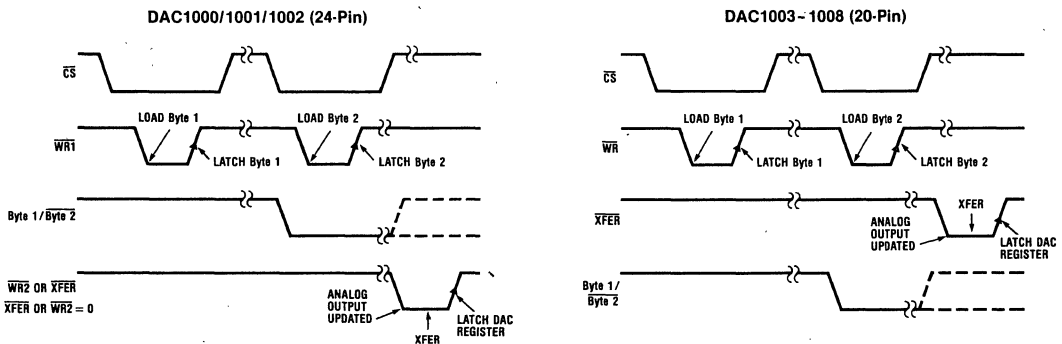 DAC1000/1001/1002 (24-Pin)
CS
LOAD Byte 1
LOAD Byte 2
WR1
LATCH Byte 1
LATCH Byte 2
Byte 1/Byte 2
WR2 OR XFER
XFER OR WR2 = 0
ANALOG
OUTPUT
UPDATED
XFER
LATCH DAC
REGISTER
DAC1003-1008 (20-Pin)
CS
LOAD Byte 1
LOAD Byte 2
WR
LATCH Byte 1
LATCH Byte 2
XFER
ANALOG
OUTPUT
UPDATED
XFER
LATCH DAC
REGISTER
Byte 1/
Byte 2